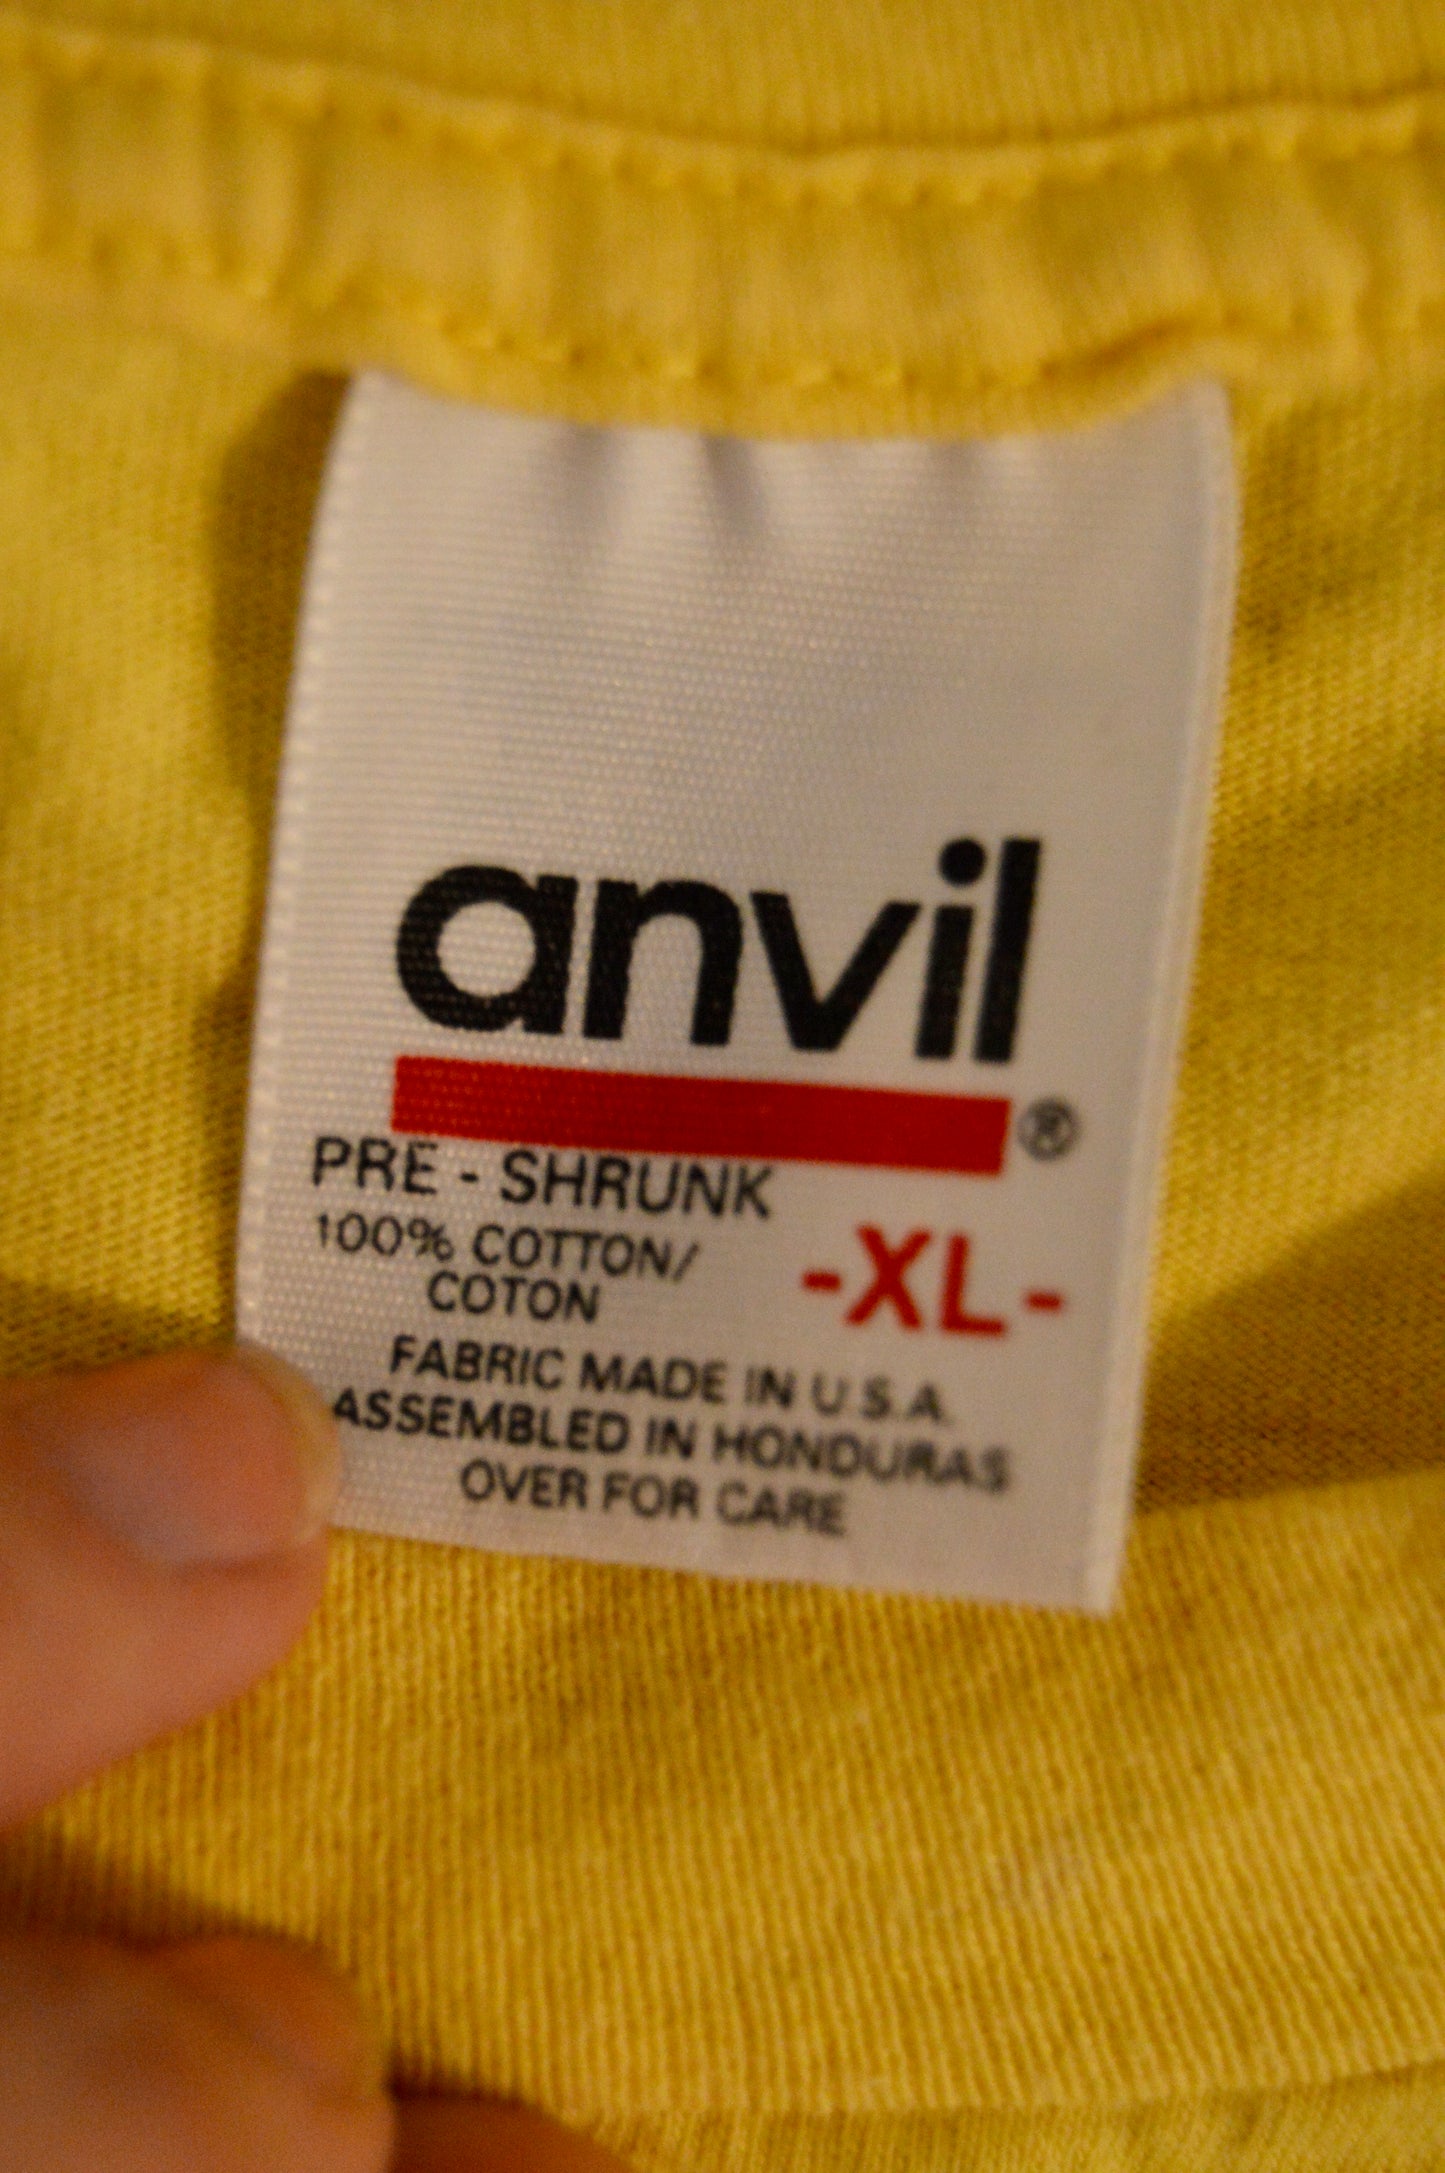 anvil
®
PRE - SHRUNK
100% COTTON/
COTON
-XL-
FABRIC MADE IN U.S.A.
ASSEMBLED IN HONDURAS
OVER FOR CARE